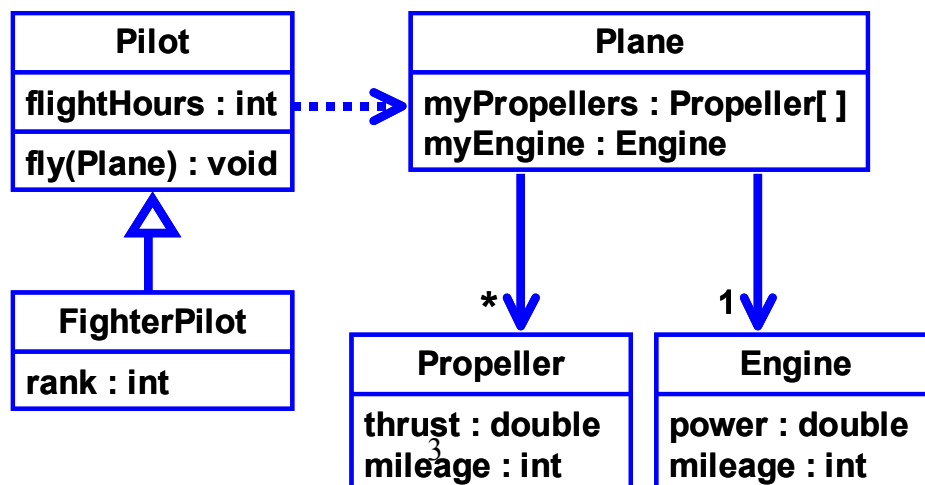 Pilot
flightHours : int
fly(Plane) : void
Plane
myPropellers : Propeller[ ]
myEngine : Engine
FighterPilot
rank : int
*
1
Propeller
thrust : double
mileage : int
Engine
power : double
mileage : int
3